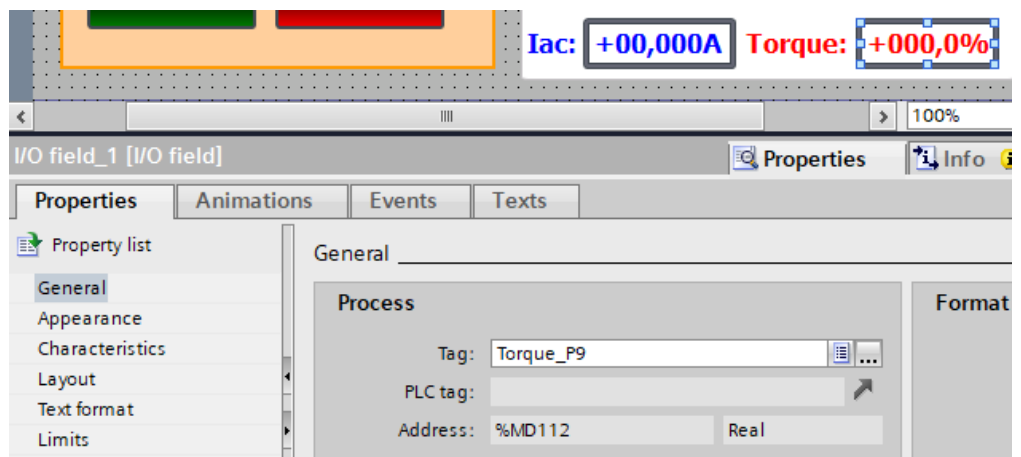 Iac: +00,000A Torque: +000,0%
100%
I/O field_1 [I/O field]
Properties Info
Properties Animations Events Texts
Property list
General
General
Process Format
Appearance
Characteristics
Tag: Torque_P9
Layout
PLC tag:
Text format
Address: %MD112 Real
Limits